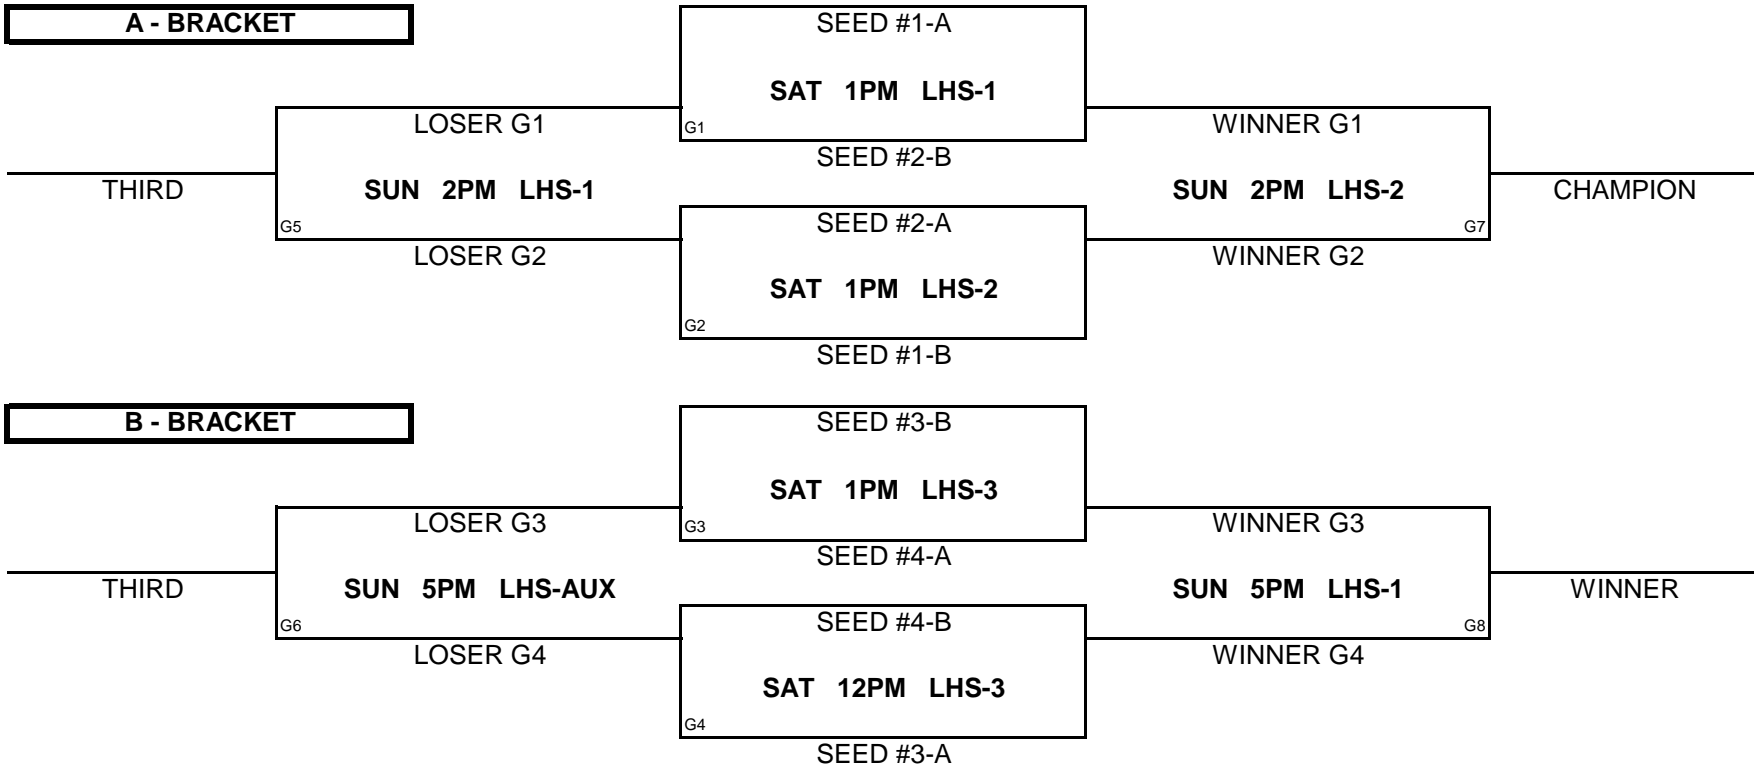 A - BRACKET
SEED #1-A
SAT 1PM LHS-1
LOSER G1
G1
WINNER G1
SEED #2-B
THIRD
SUN 2PM LHS-1
SUN 2PM LHS-2
CHAMPION
G5
SEED #2-A
G7
LOSER G2
WINNER G2
SAT 1PM LHS-2
G2
SEED #1-B
B - BRACKET
SEED #3-B
SAT 1PM LHS-3
LOSER G3
G3
WINNER G3
SEED #4-A
THIRD
SUN 5PM LHS-AUX
SUN 5PM LHS-1
WINNER
G6
SEED #4-B
G8
LOSER G4
WINNER G4
SAT 12PM LHS-3
G4
SEED #3-A